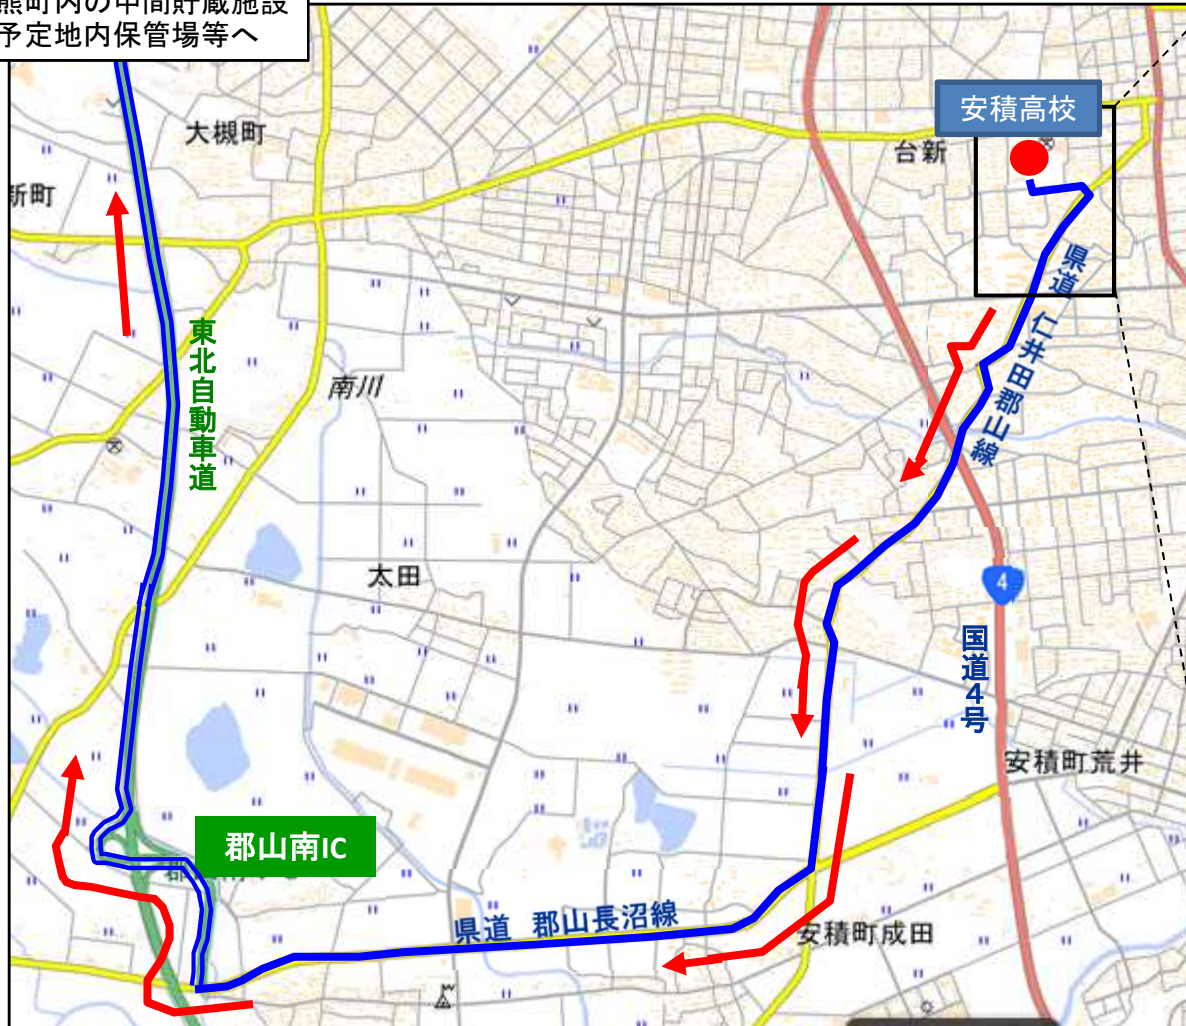 熊町内の中間貯蔵施設
予定地内保管場等へ
大槻町
安積高校
台新
新町
県道 仁井田郡山線
東北自動車道
南川
太田
4
国道4号
安積町荒井
郡山南IC
県道 郡山長沼線
安積町成田